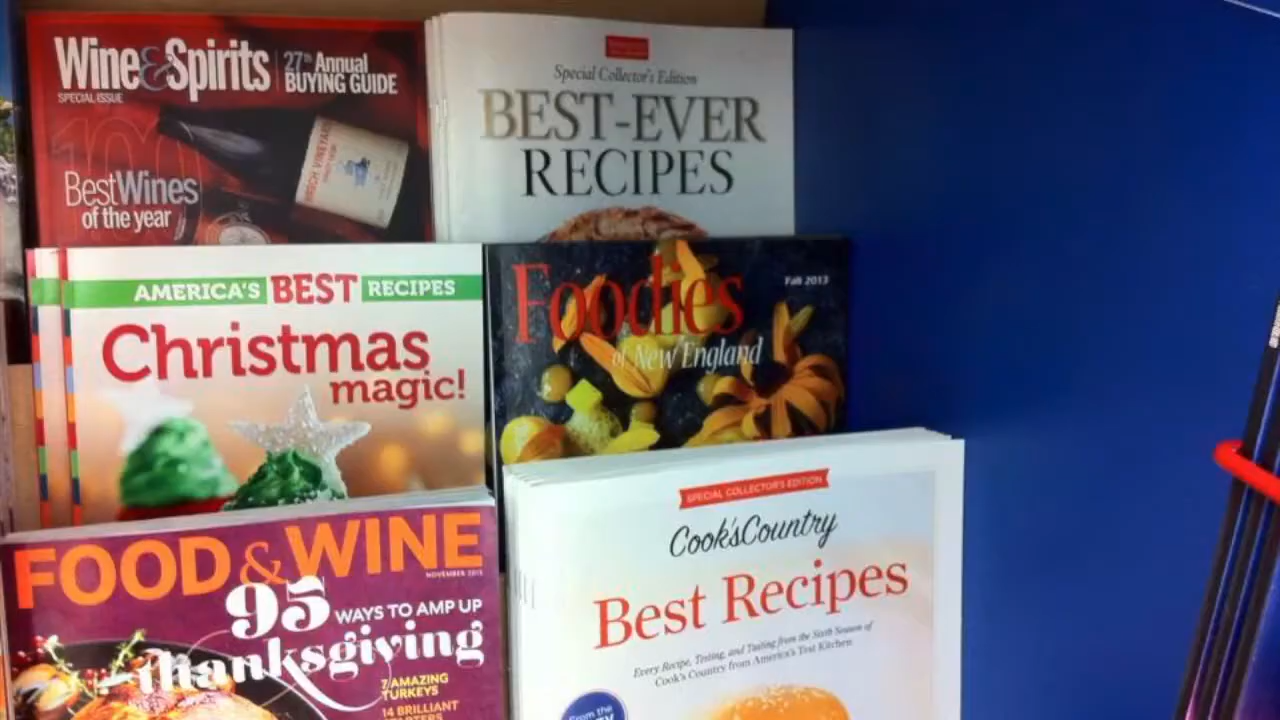 Wine & Spirits
27th Annual
BUYING GUIDE
SPECIAL ISSUE
100
Best Wines
of the year
Special Collector's Edition
BEST-EVER
RECIPES
AMERICA'S BEST RECIPES
Christmas
magic!
Foodies
of New England
Fall 2013
FOOD & WINE
NOVEMBER 2013
95 WAYS TO AMP UP
thanksgiving
7 AMAZING
TURKEYS
14 BRILLIANT
SPECIAL COLLECTOR'S EDITION
Cook'sCountry
Best Recipes
Every Recipe, Testing, and Tasting from the Sixth Season of
Cook's Country from America's Test Kitchen
From the